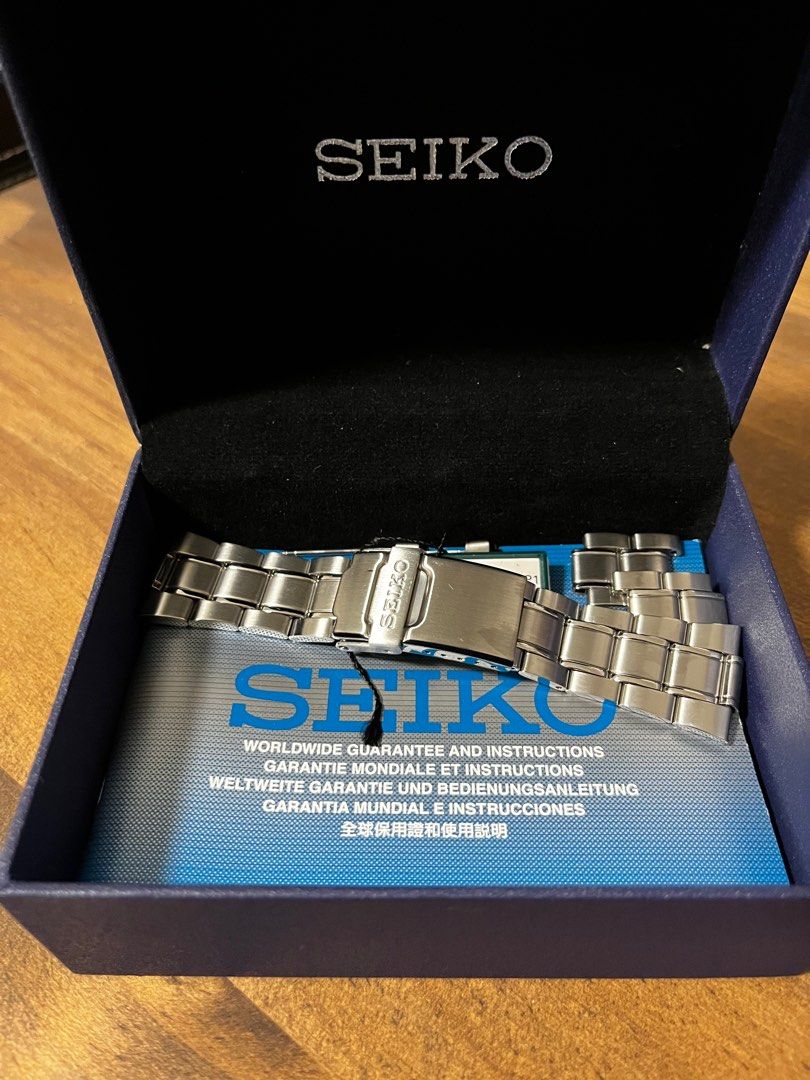 SEIKO
SEIKO
SEIKO
WORLDWIDE GUARANTEE AND INSTRUCTIONS
GARANTIE MONDIALE ET INSTRUCTIONS
WELTWEITE GARANTIE UND BEDIENUNGSANLEITUNG
GARANTIA MUNDIAL E INSTRUCCIONES
全球保用證和使用説明